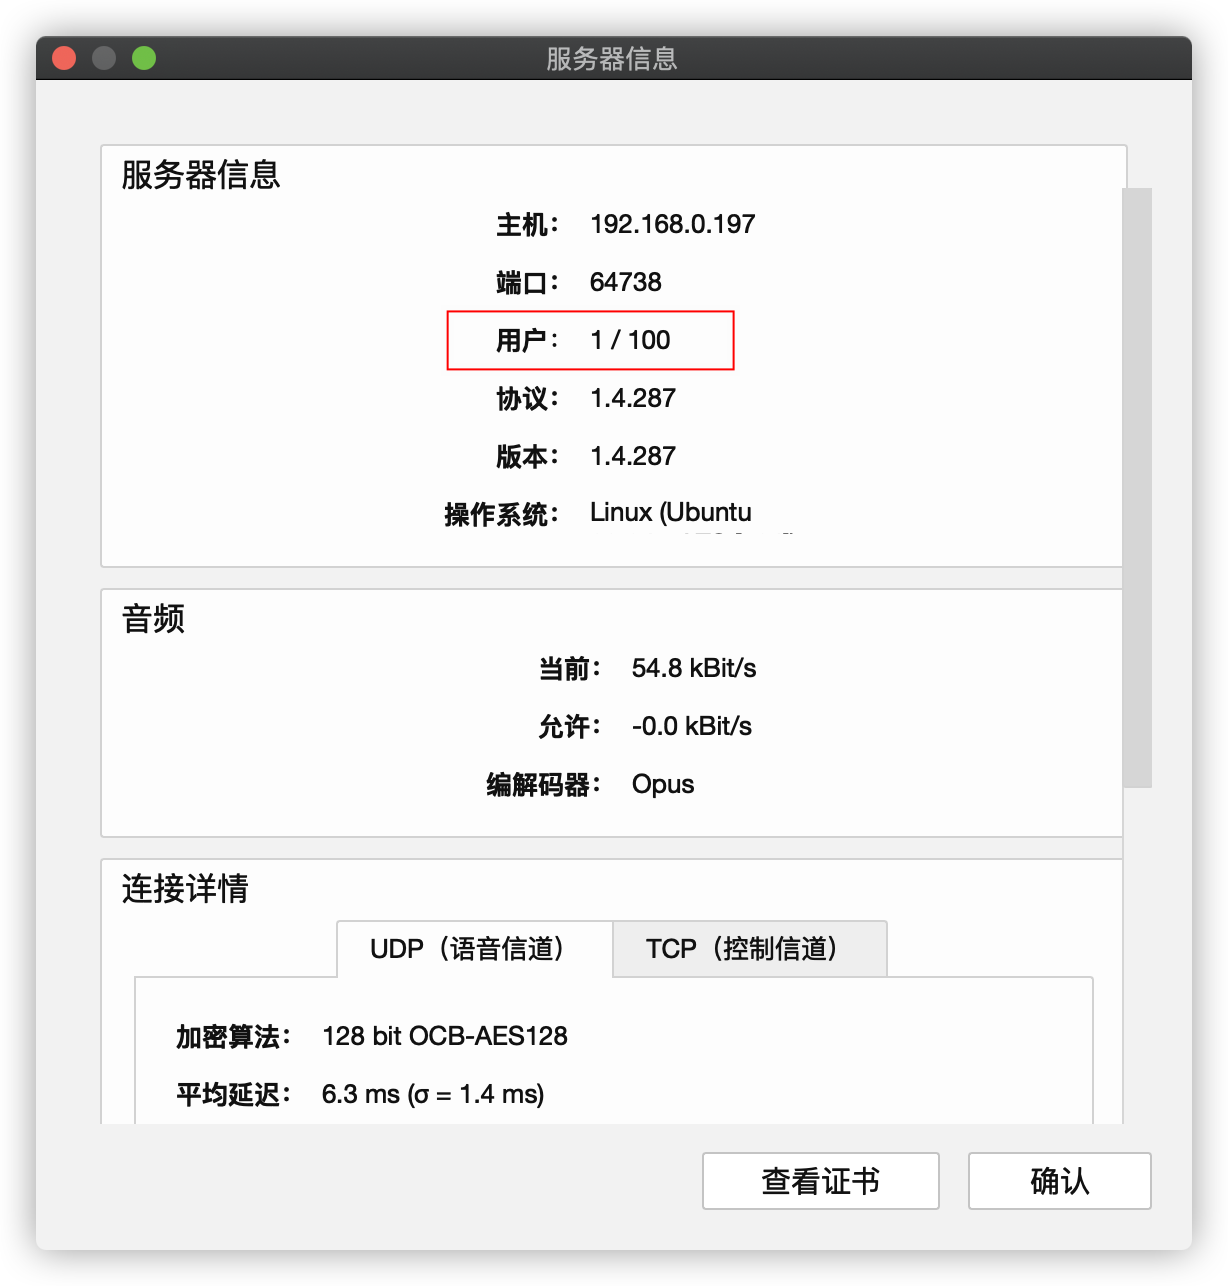 服务器信息
服务器信息
主机： 192.168.0.197
端口： 64738
用户： 1 / 100
协议： 1.4.287
版本： 1.4.287
操作系统： Linux (Ubuntu
音频
当前： 54.8 kBit/s
允许： -0.0 kBit/s
编解码器： Opus
连接详情
UDP（语音信道） TCP（控制信道）
加密算法： 128 bit OCB-AES128
平均延迟： 6.3 ms (σ = 1.4 ms)
查看证书 确认